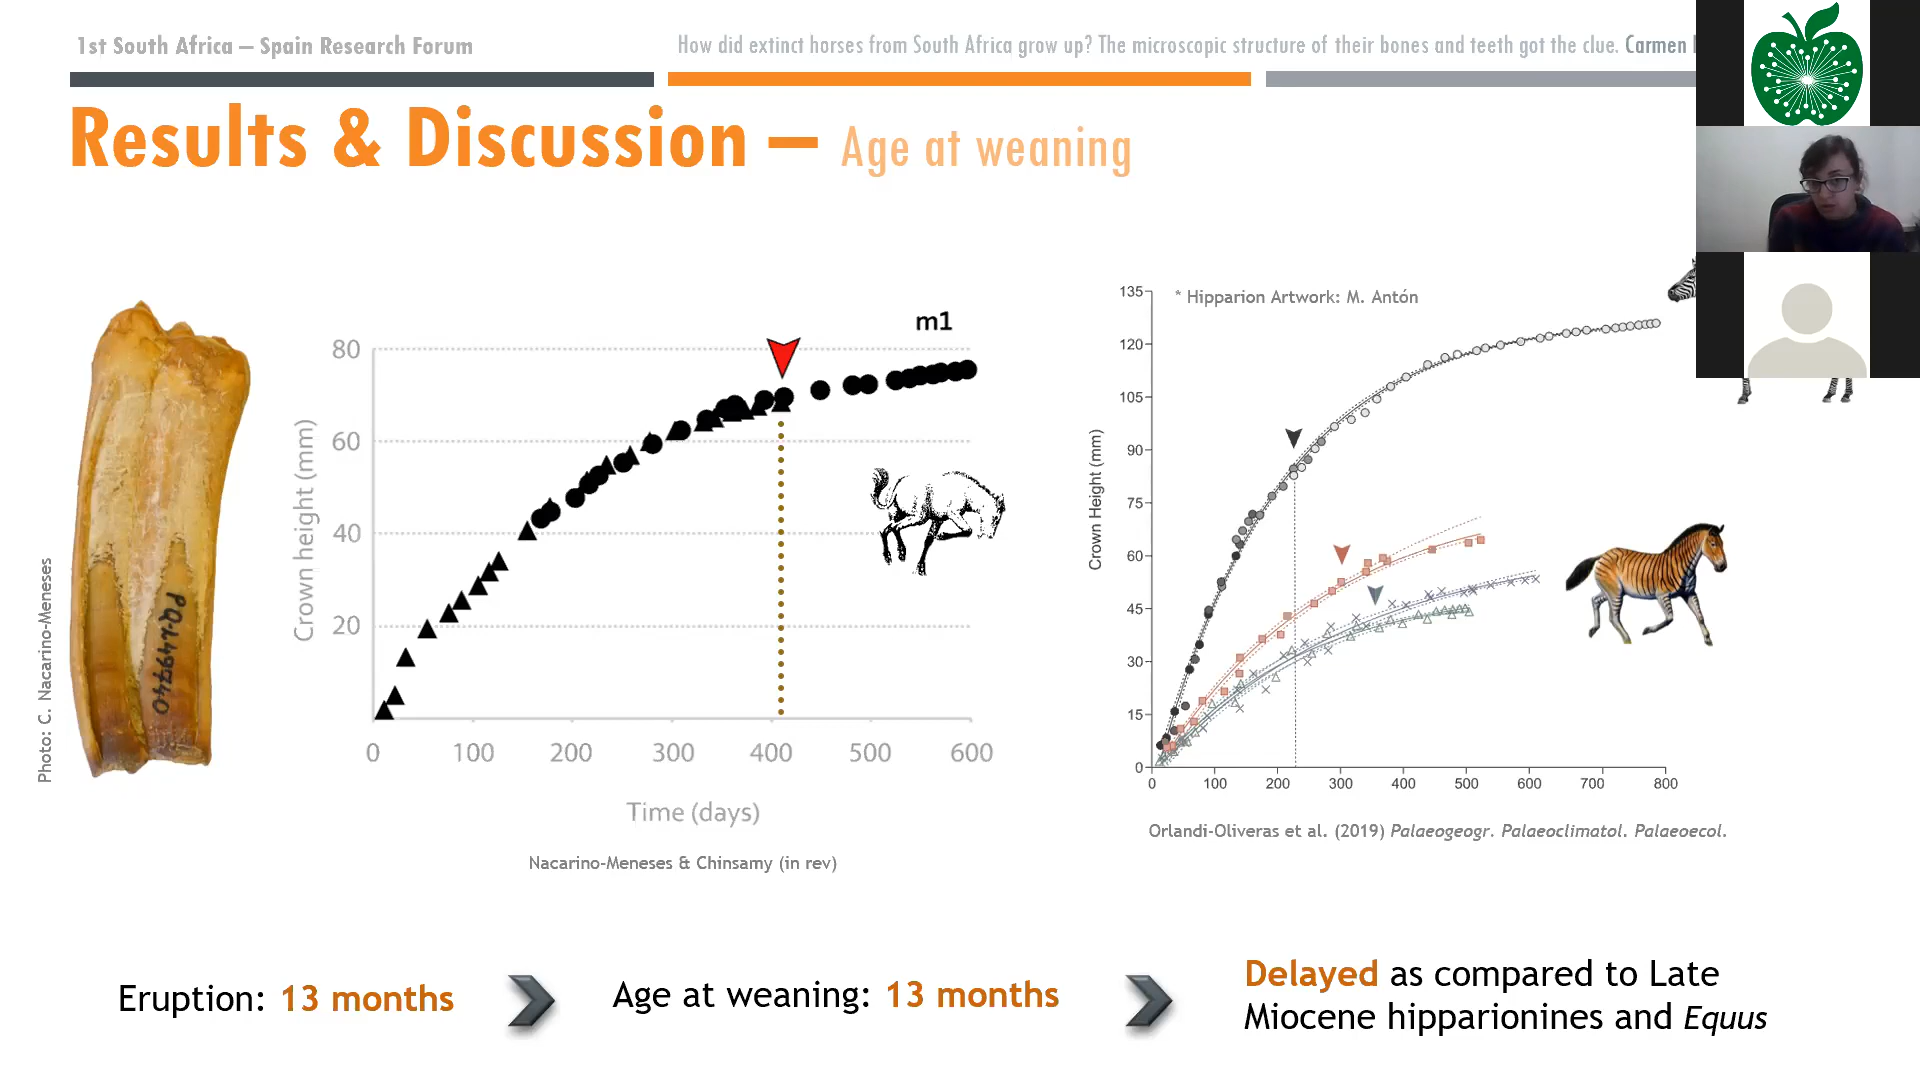 1st South Africa – Spain Research Forum
How did extinct horses from South Africa grow up? The microscopic structure of their bones and teeth got the clue. Carmen
Results & Discussion – Age at weaning
Photo: C. Nacarino-Meneses
PQ-L49740
m1
80
60
40
20
Crown height (mm)
0 100 200 300 400 500 600
Time (days)
Nacarino-Meneses & Chinsamy (in rev)
* Hipparion Artwork: M. Antón
135
120
105
90
75
60
45
30
15
0
Crown Height (mm)
0 100 200 300 400 500 600 700 800
Orlandi-Oliveras et al. (2019) Palaeogeogr. Palaeoclimatol. Palaeoecol.
Eruption: 13 months
Age at weaning: 13 months
Delayed as compared to Late
Miocene hipparionines and Equus